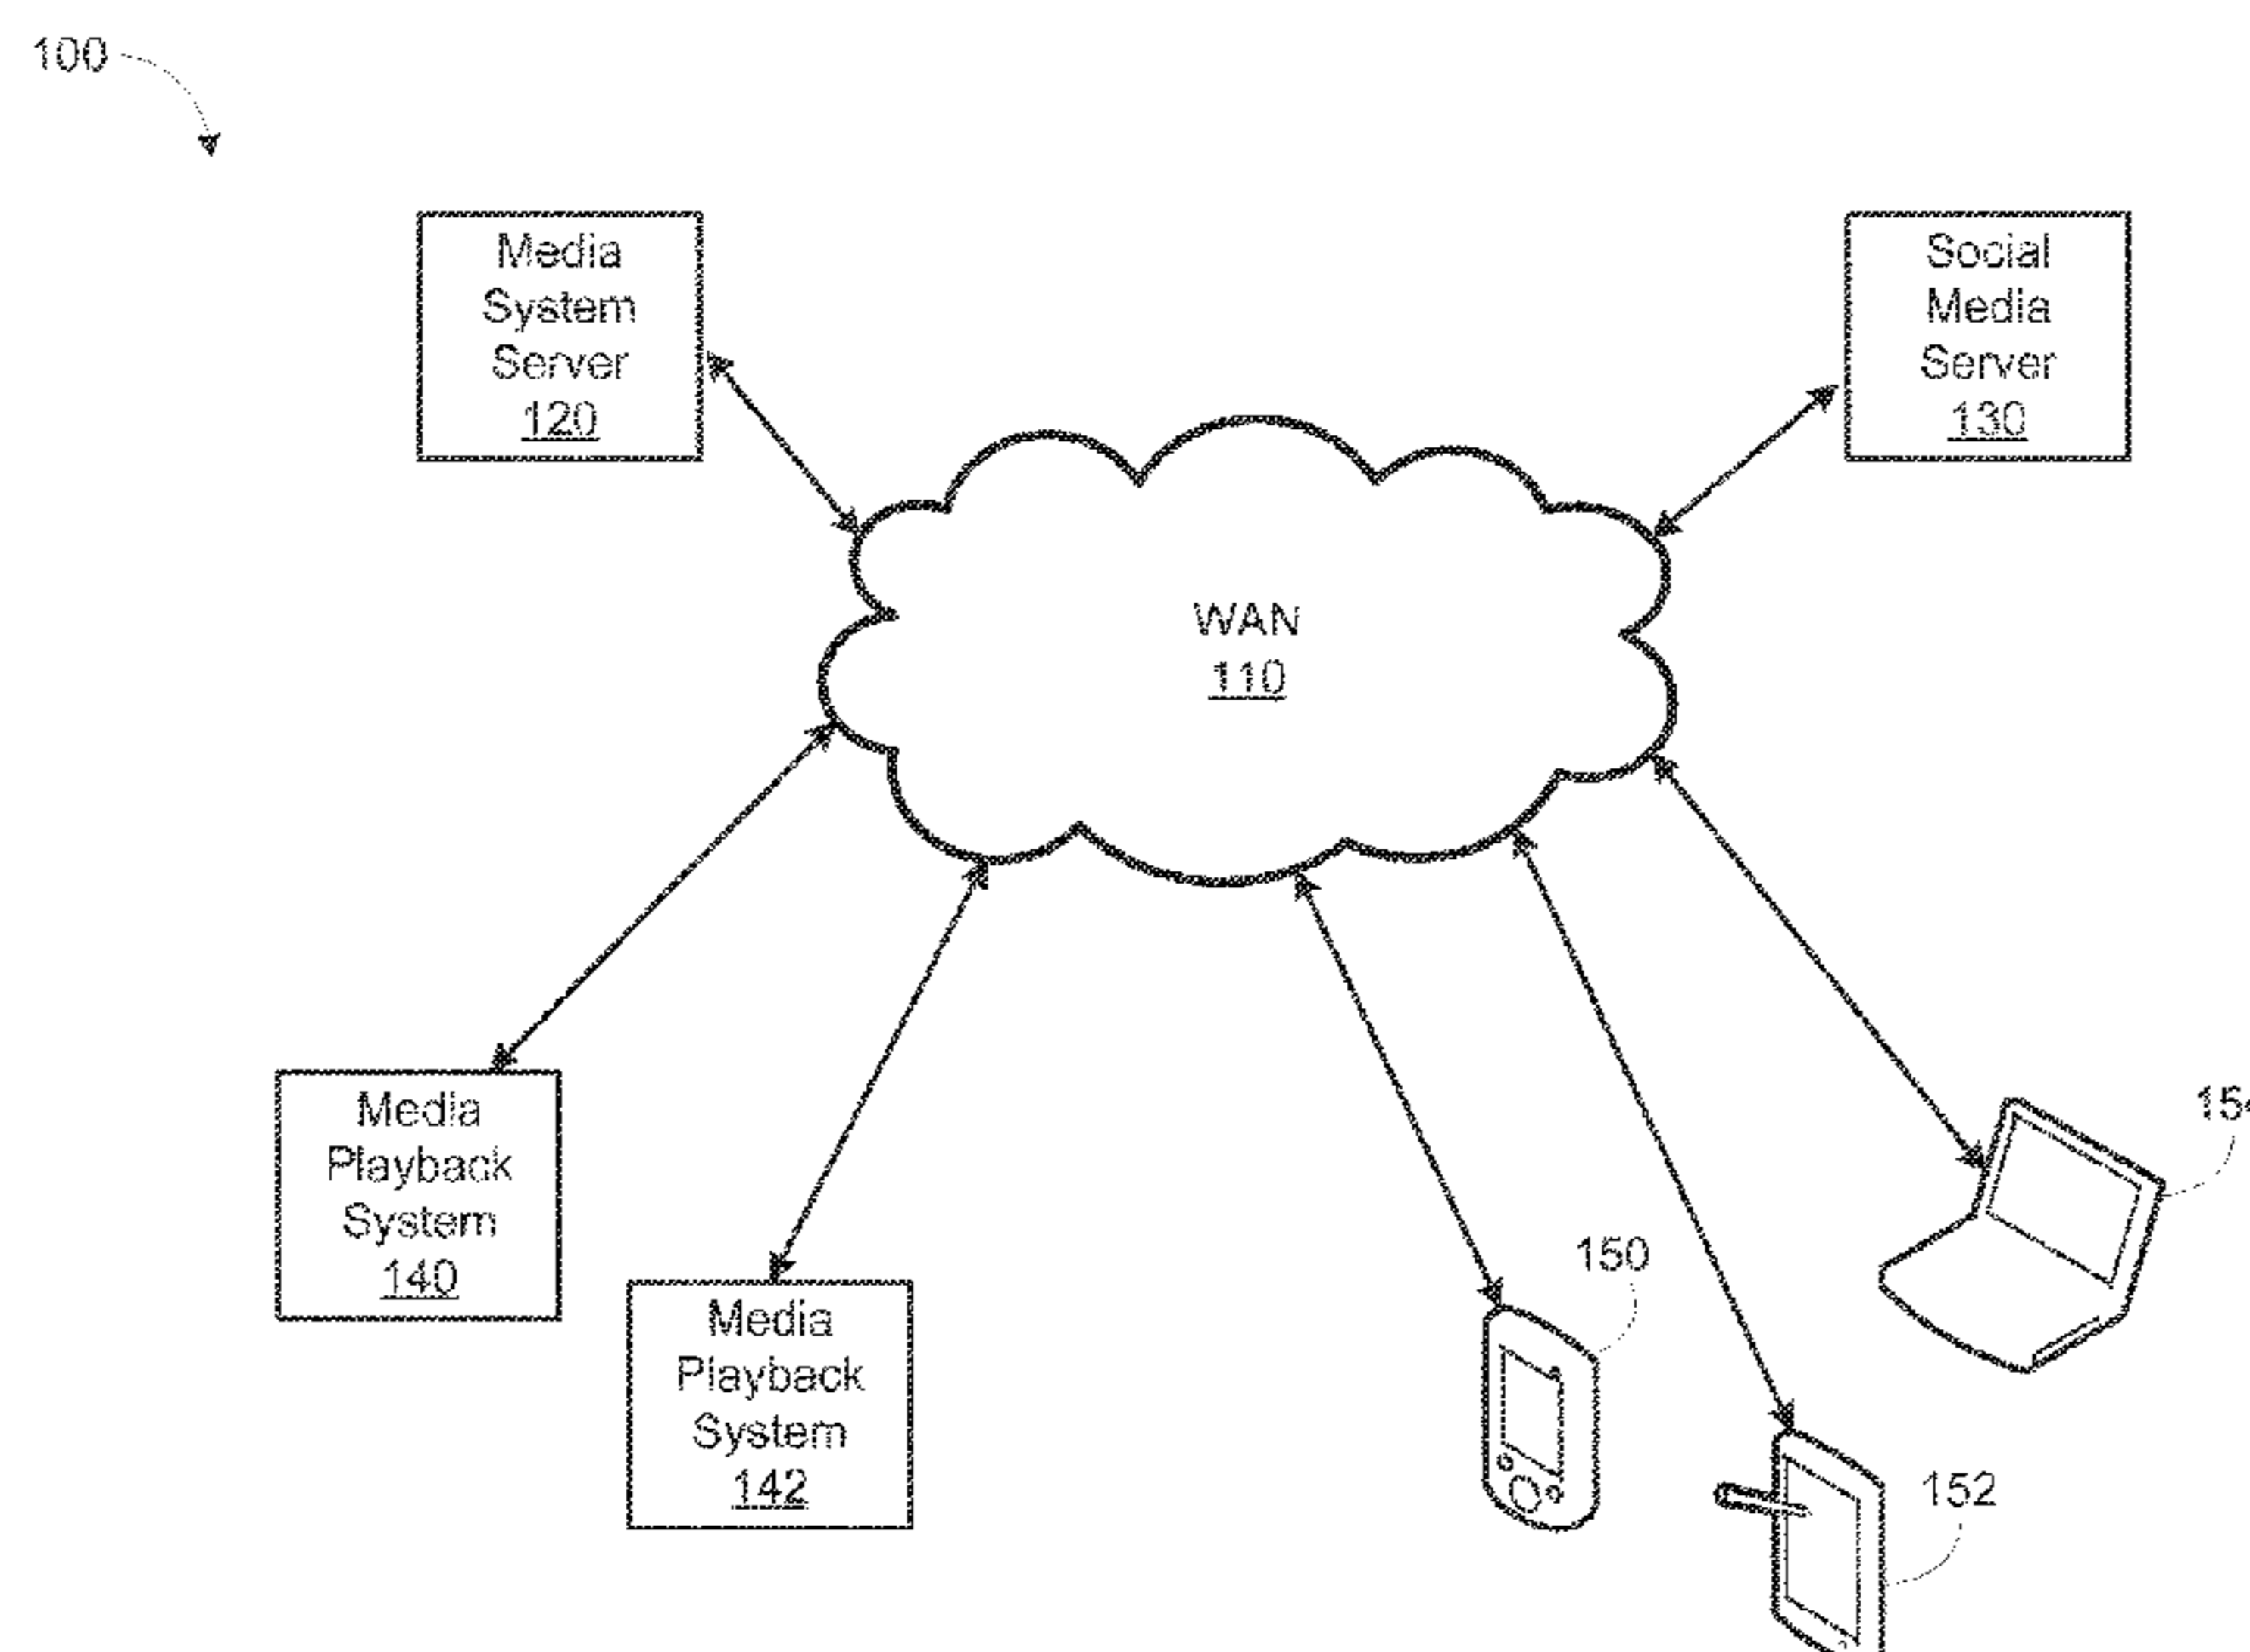 100
Media
System
Server
120
Social
Media
Server
130
WAN
110
Media
Playback
System
140
Media
Playback
System
142
150
152